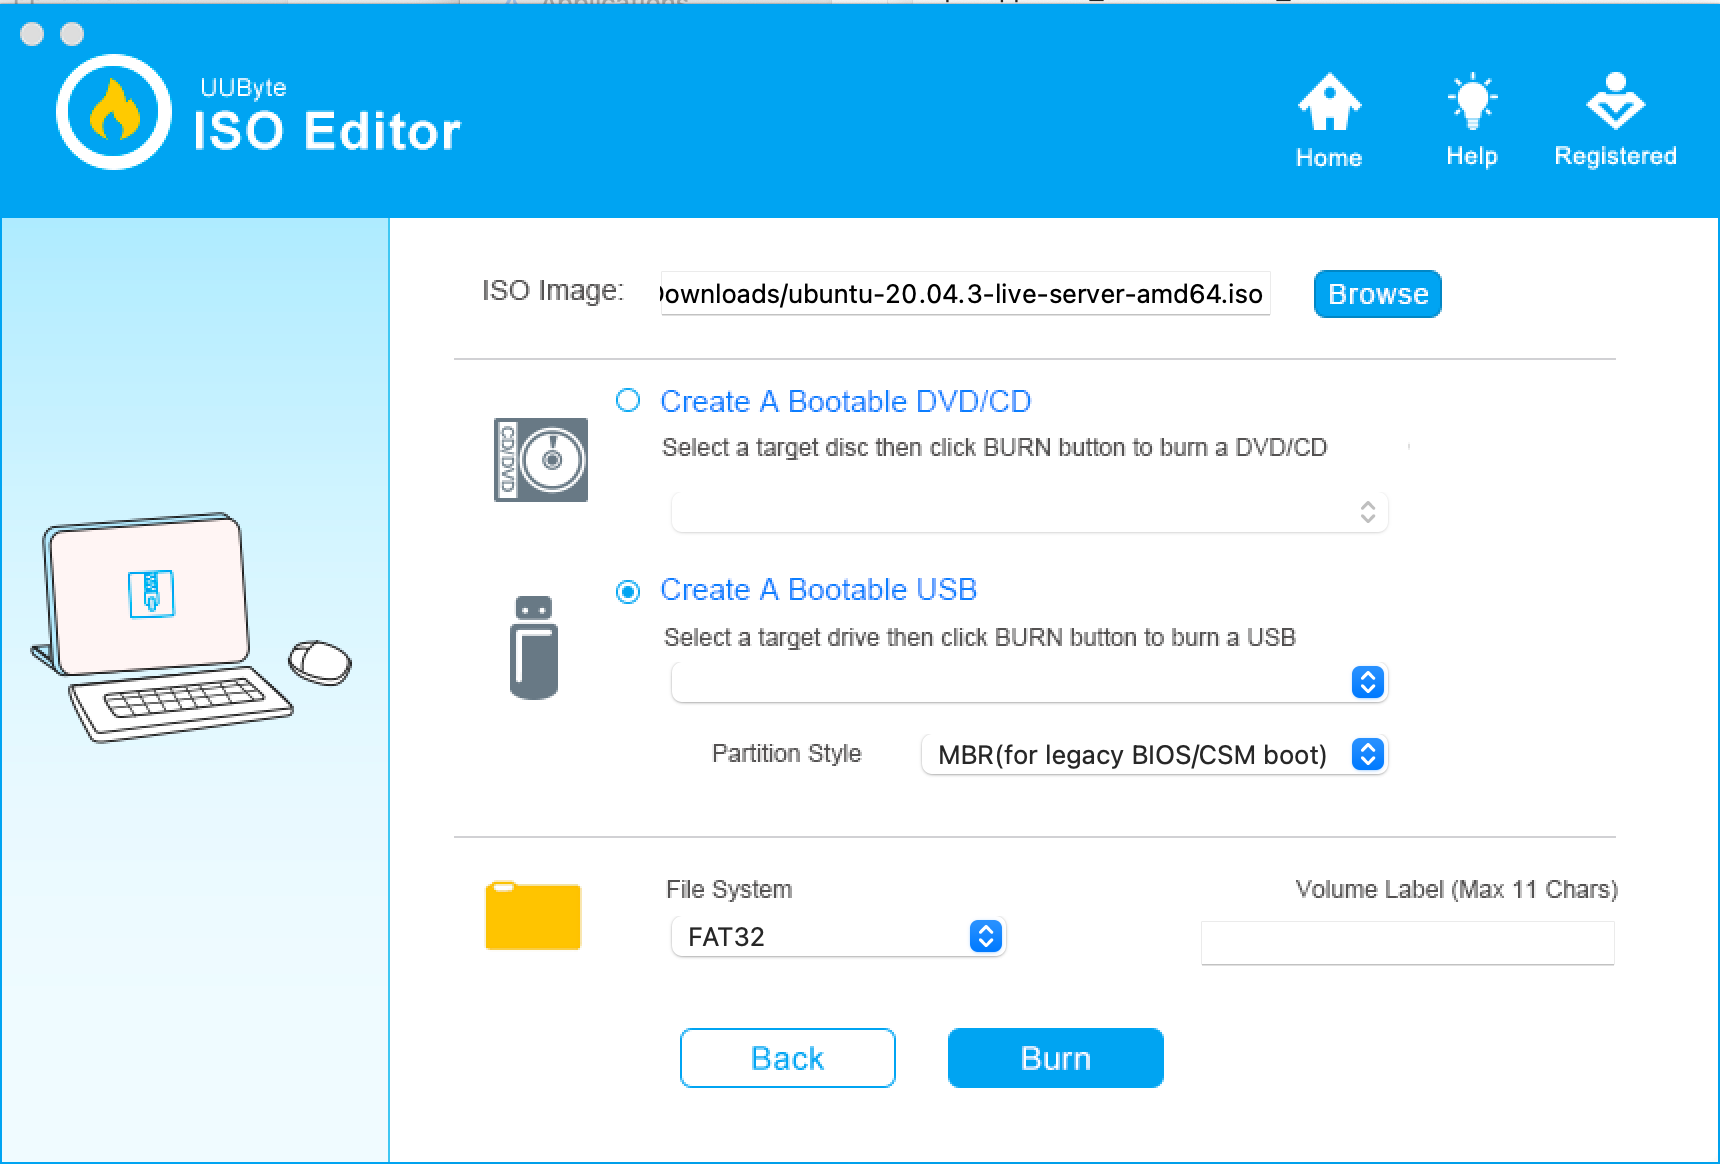 UUByte
ISO Editor
Home
Help
Registered
ISO Image:
ownloads/ubuntu-20.04.3-live-server-amd64.iso
Browse
Create A Bootable DVD/CD
Select a target disc then click BURN button to burn a DVD/CD
CD/DVD
Create A Bootable USB
Select a target drive then click BURN button to burn a USB
Partition Style
MBR(for legacy BIOS/CSM boot)
File System
Volume Label (Max 11 Chars)
FAT32
Back
Burn